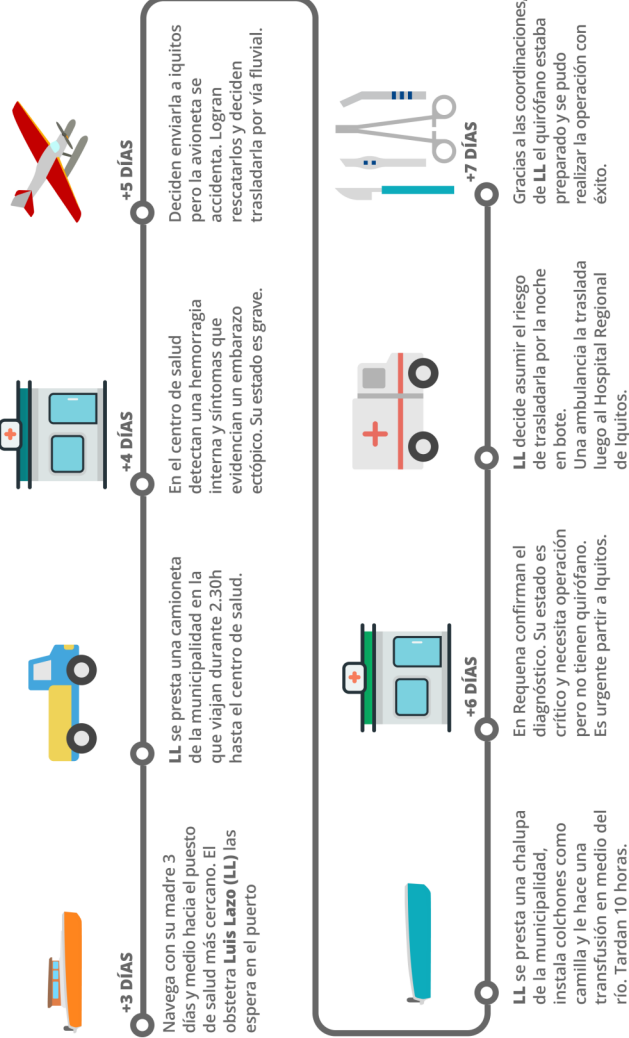 +3 DÍAS
Navega con su madre 3
días y medio hacia el puesto
de salud más cercano. El
obstetra Luis Lazo (LL) las
espera en el puerto
LL se presta una camioneta
de la municipalidad en la
que viajan durante 2.30h
hasta el centro de salud.
+4 DÍAS
En el centro de salud
detectan una hemorragia
interna y síntomas que
evidencian un embarazo
ectópico. Su estado es grave.
+5 DÍAS
Deciden enviarla a iquitos
pero la avioneta se
accidenta. Logran
rescatarlos y deciden
trasladarla por vía fluvial.
LL se presta una chalupa
de la municipalidad,
instala colchones como
camilla y le hace una
transfusión en medio del
río. Tardan 10 horas.
+6 DÍAS
En Requena confirman el
diagnóstico. Su estado es
crítico y necesita operación
pero no tienen quirófano.
Es urgente partir a Iquitos.
LL decide asumir el riesgo
de trasladarla por la noche
en bote.
Una ambulancia la traslada
luego al Hospital Regional
de Iquitos.
+7 DÍAS
Gracias a las coordinaciones,
de LL el quirófano estaba
preparado y se pudo
realizar la operación con
éxito.